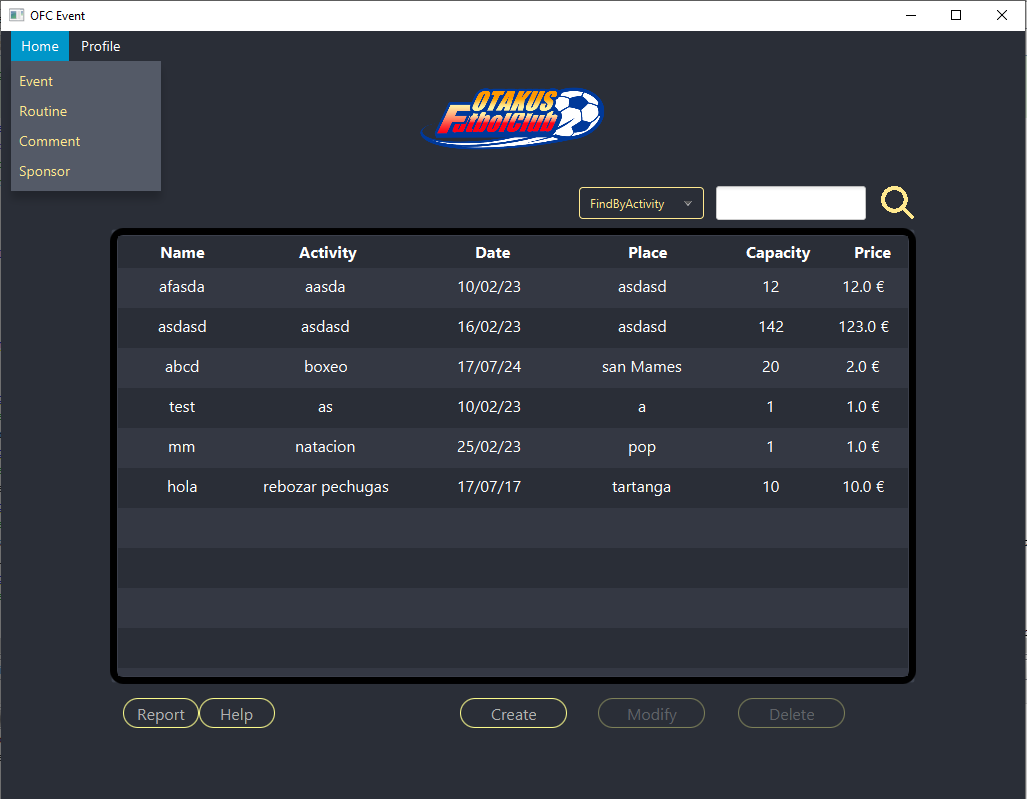 OFC Event
Home Profile
Event
Routine
Comment
Sponsor
OTAKUS
FutbolClub
FindByActivity
Name Activity Date Place Capacity Price
afasda aasda 10/02/23 asdasd 12 12.0 €
asdasd asdasd 16/02/23 asdasd 142 123.0 €
abcd boxeo 17/07/24 san Mames 20 2.0 €
test as 10/02/23 a 1 1.0 €
mm natacion 25/02/23 pop 1 1.0 €
hola rebozar pechugas 17/07/17 tartanga 10 10.0 €
Report Help Create Modify Delete